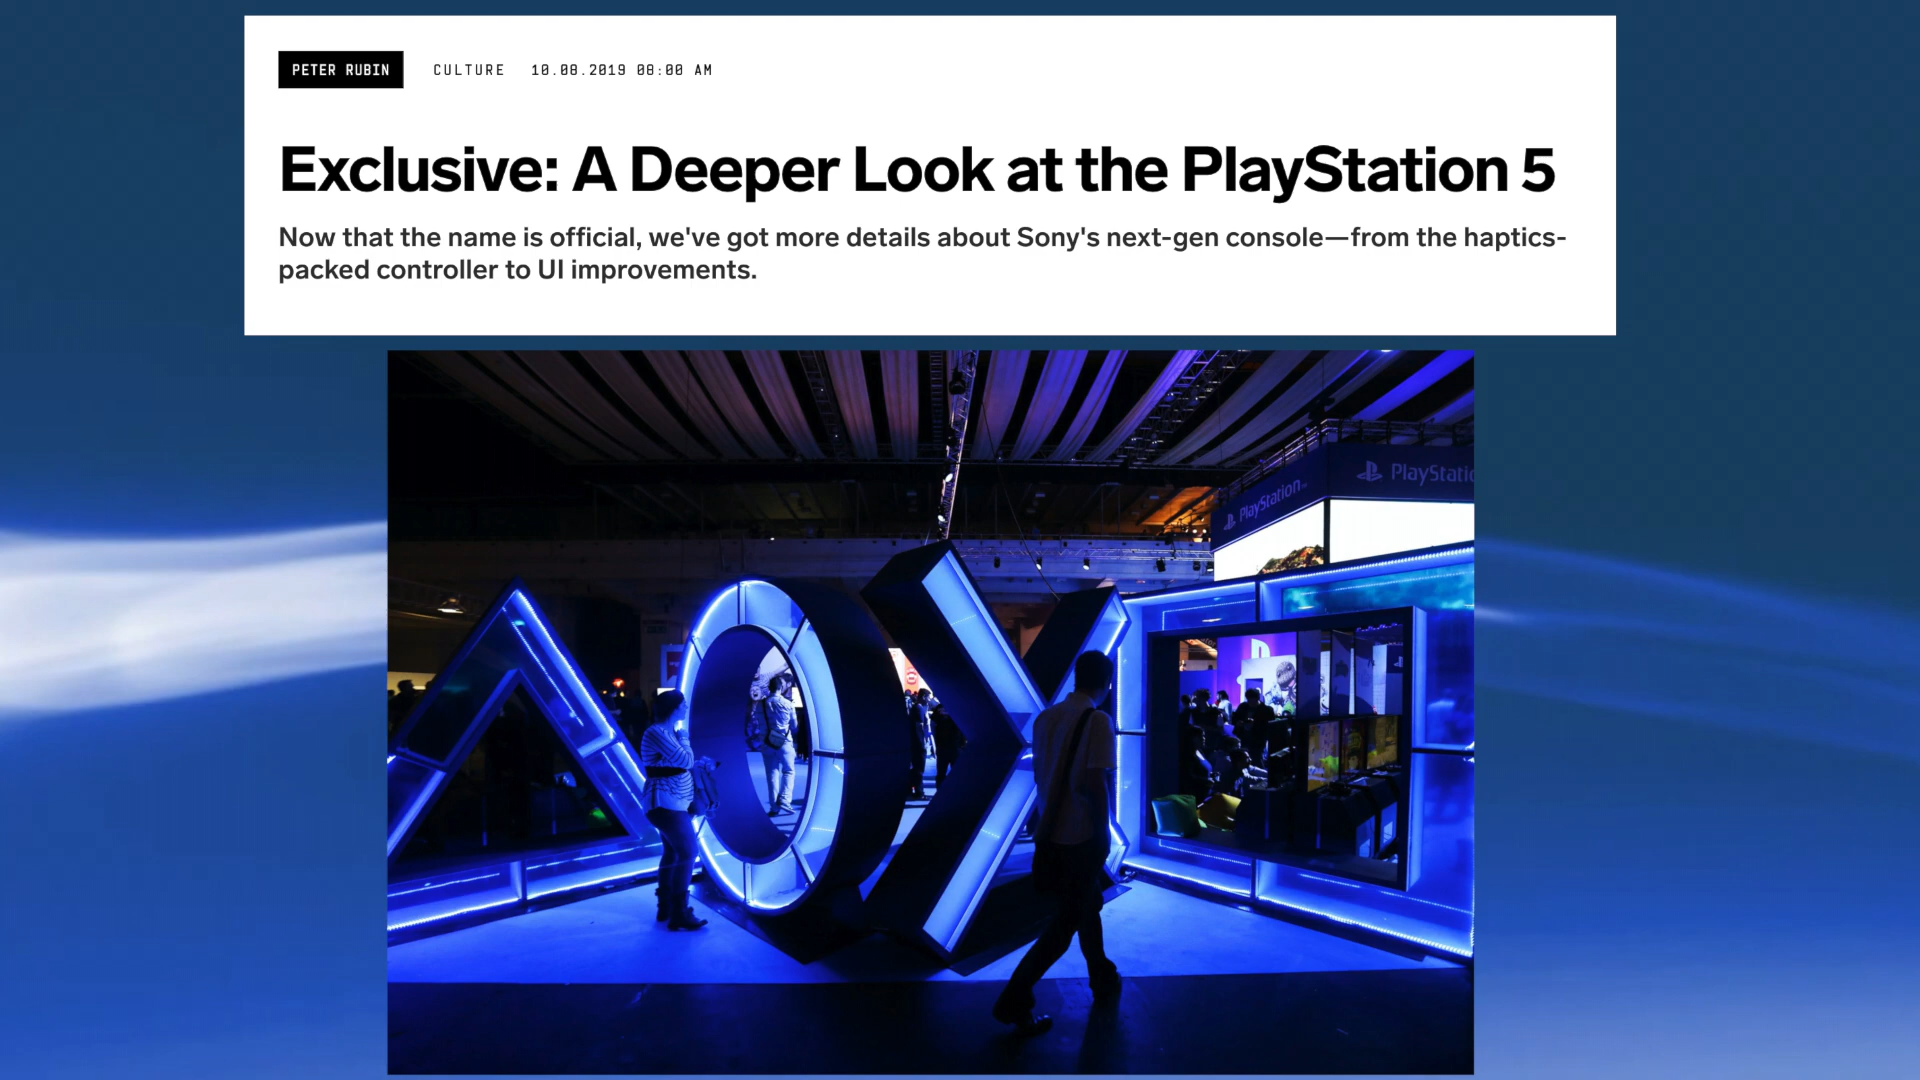 PETER RUBIN CULTURE 10.08.2019 08:00 AM
Exclusive: A Deeper Look at the PlayStation 5
Now that the name is official, we've got more details about Sony's next-gen console—from the haptics-
packed controller to UI improvements.
PlayStatio
PlayStation